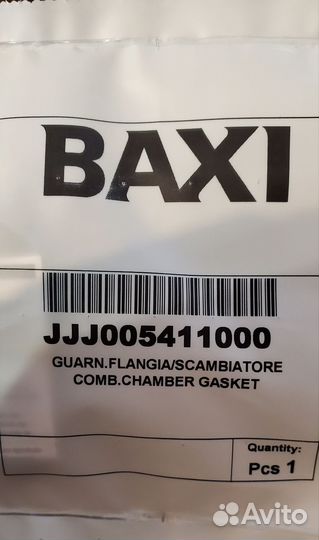 BAXI
JJJ005411000
GUARN.FLANGIA/SCAMBIATORE
COMB.CHAMBER GASKET
Quantity:
Pcs 1
Avito